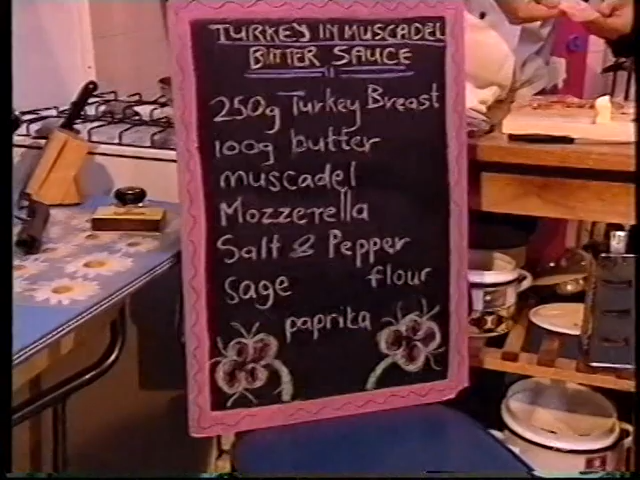 TURKEY IN MUSCADEL
BUTTER SAUCE
250g Turkey Breast
100g butter
muscadel
Mozzerella
Salt & Pepper
Sage flour
paprika